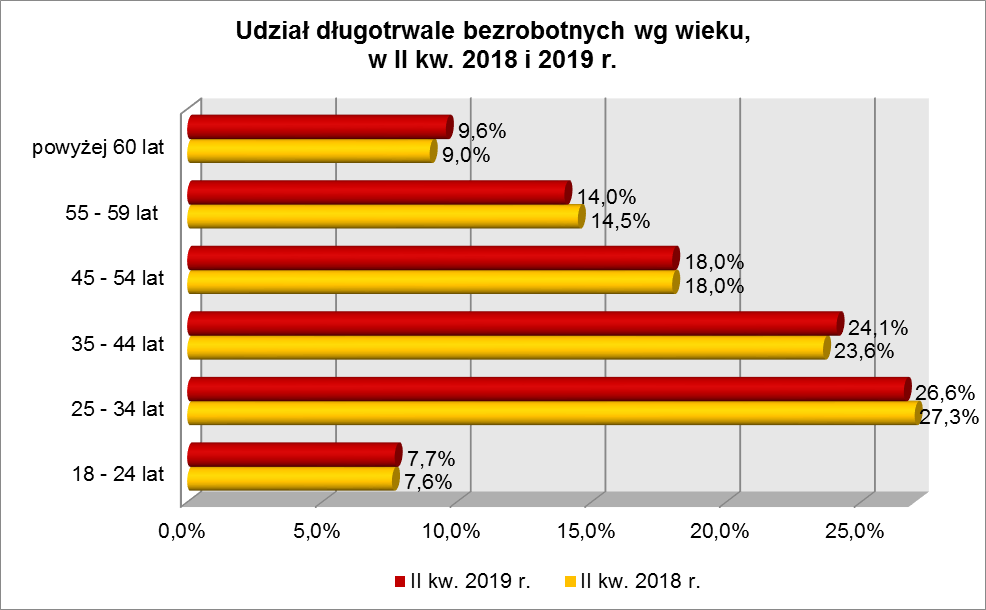 Udział długotrwale bezrobotnych wg wieku,
w II kw. 2018 i 2019 r.
powyżej 60 lat
9,6%
9,0%
55 - 59 lat
14,0%
14,5%
45 - 54 lat
18,0%
18,0%
35 - 44 lat
24,1%
23,6%
25 - 34 lat
26,6%
27,3%
18 - 24 lat
7,7%
7,6%
0,0% 5,0% 10,0% 15,0% 20,0% 25,0%
II kw. 2019 r. II kw. 2018 r.